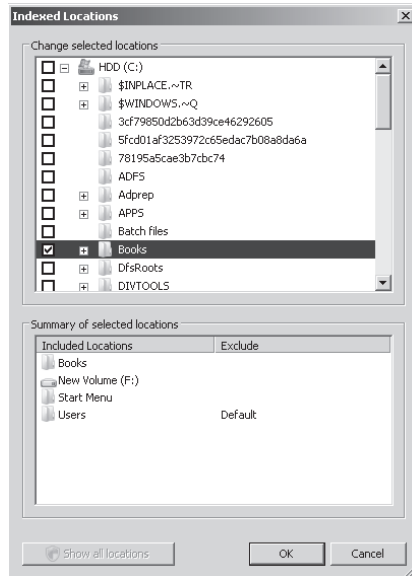 Indexed Locations
Change selected locations
HDD (C:)
$INPLACE.~TR
$WINDOWS.~Q
3cf79850d2b63d39ce46292605
5fcd01af3253972c65edac7b08a8da6a
78195a5cae3b7cbc74
ADFS
Adprep
APPS
Batch files
Books
DfsRoots
DIVTOOLS
Summary of selected locations
Included Locations Exclude
Books
New Volume (F:)
Start Menu
Users Default
Show all locations OK Cancel